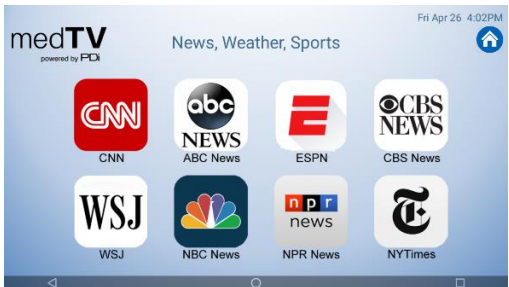 Fri Apr 26 4:02PM
medTV
powered by PDi
News, Weather, Sports
CNN
abc
NEWS
E
CBS
NEWS
CNN
ABC News
ESPN
CBS News
WSJ
n p r
news
T
WSJ
NBC News
NPR News
NYTimes